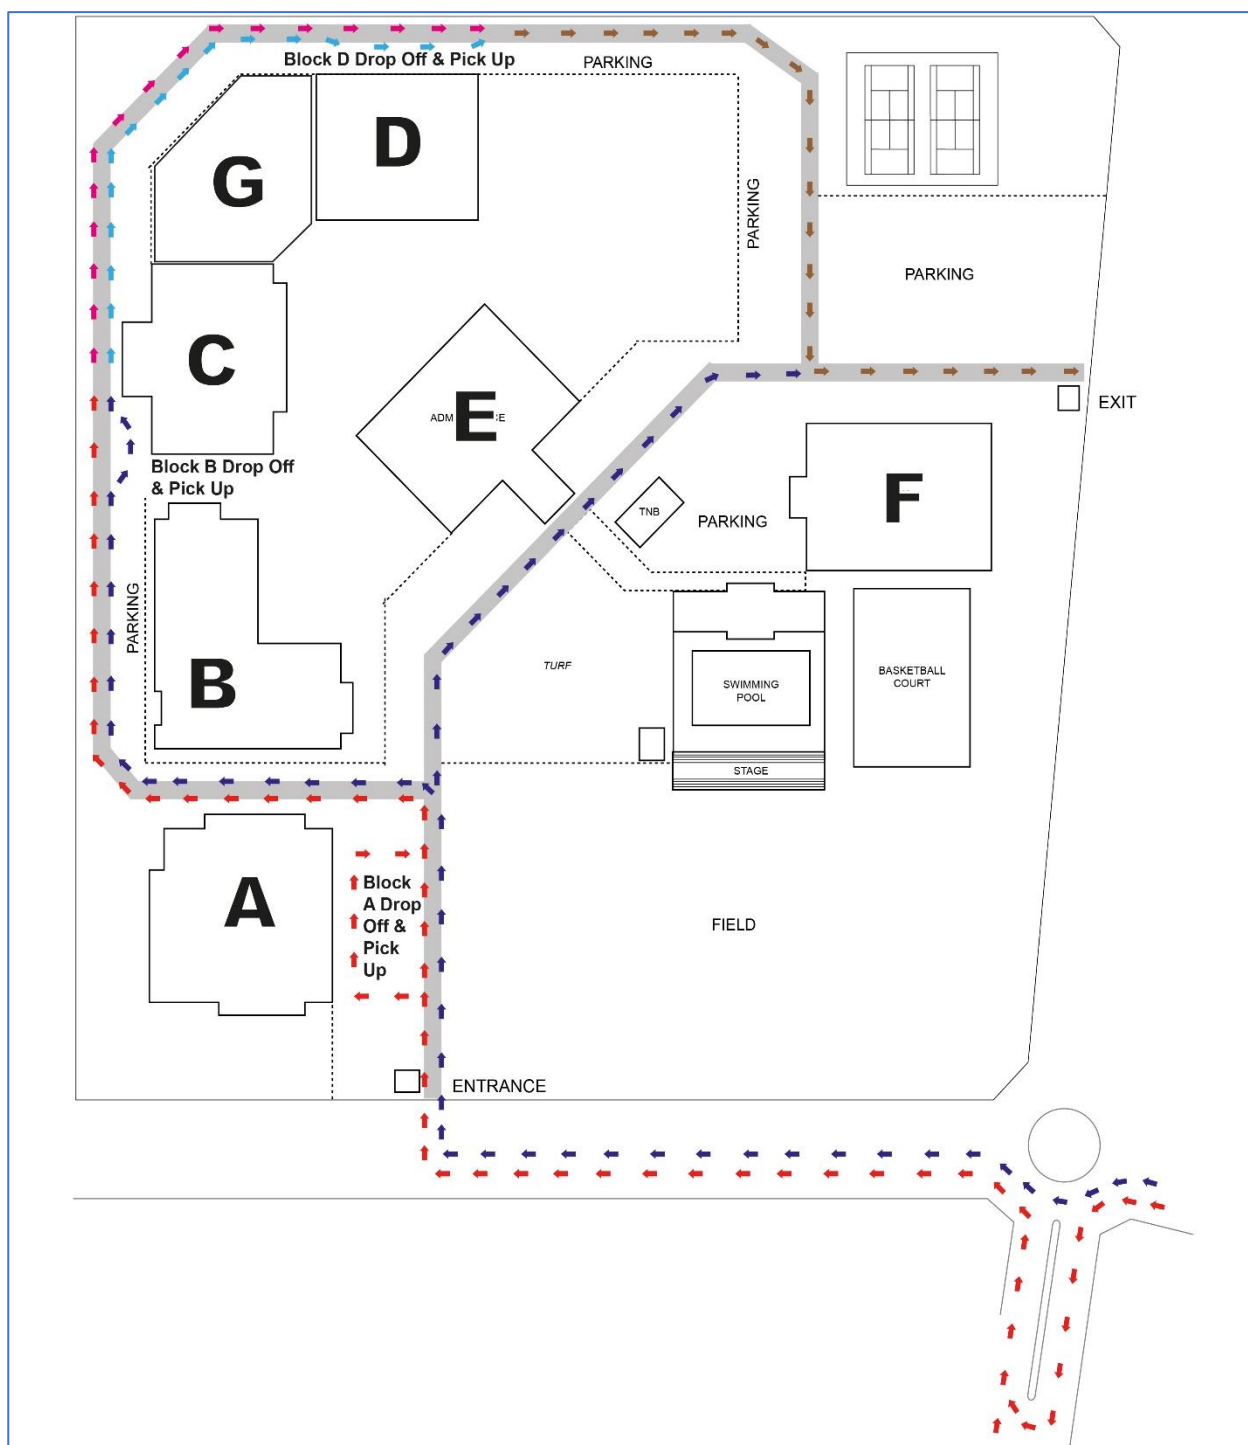 Block D Drop Off & Pick Up
PARKING
D
G
PARKING
PARKING
C
E
EXIT
Block B Drop Off
& Pick Up
F
TNB
PARKING
PARKING
B
TURF
SWIMMING
POOL
BASKETBALL
COURT
STAGE
A
Block
A Drop
Off &
Pick
Up
FIELD
ENTRANCE